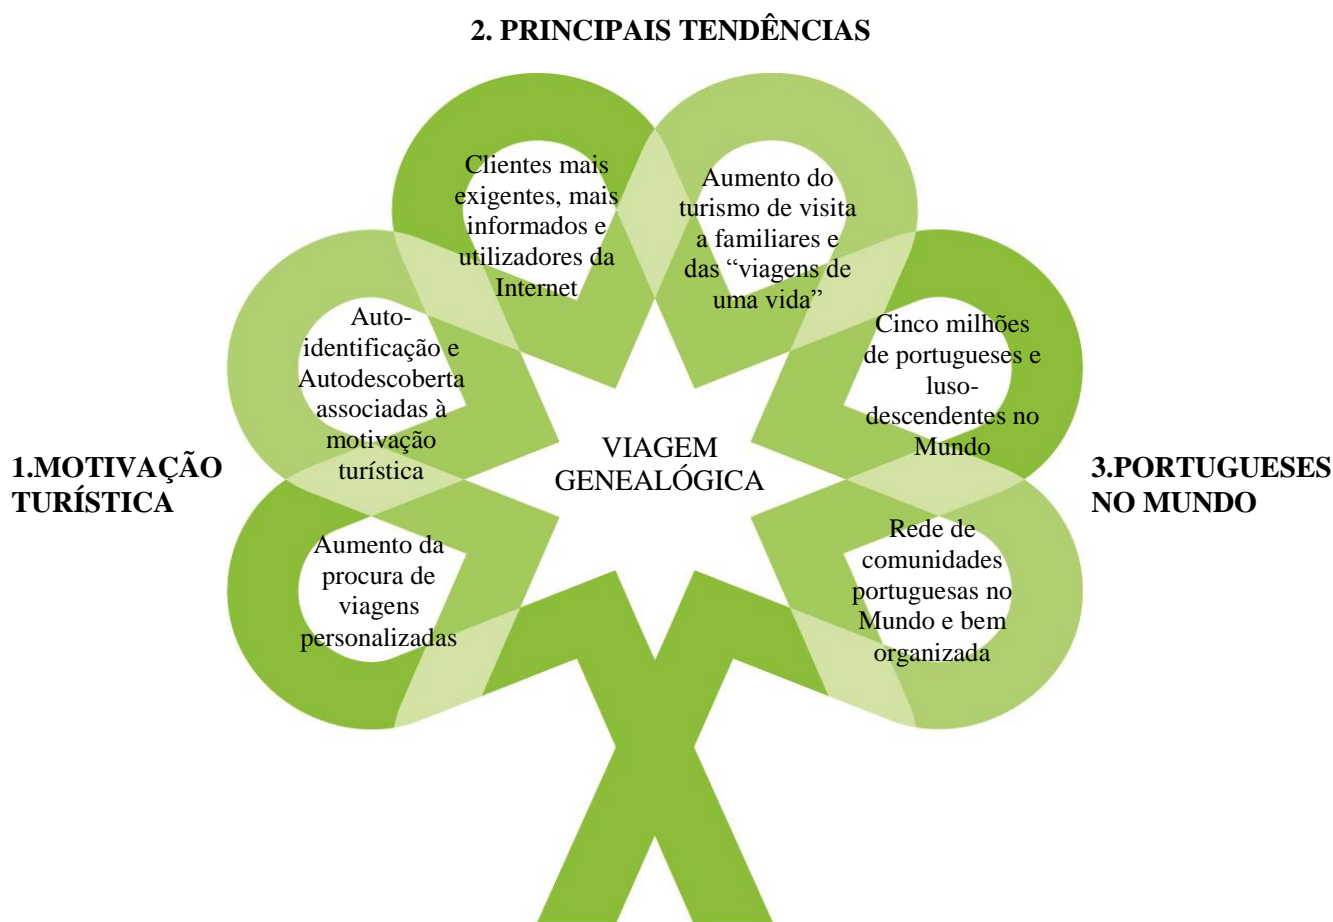 2. PRINCIPAIS TENDÊNCIAS
Clientes mais
exigentes, mais
informados e
utilizadores da
Internet
Aumento do
turismo de visita
a familiares e
das “viagens de
uma vida”
Auto-
identificação e
Autodescoberta
associadas à
motivação
turística
Cinco milhões
de portugueses e
luso-
descendentes no
Mundo
VIAGEM
GENEALÓGICA
1.MOTIVAÇÃO
TURÍSTICA
3.PORTUGUESES
NO MUNDO
Aumento da
procura de
viagens
personalizadas
Rede de
comunidades
portuguesas no
Mundo e bem
organizada